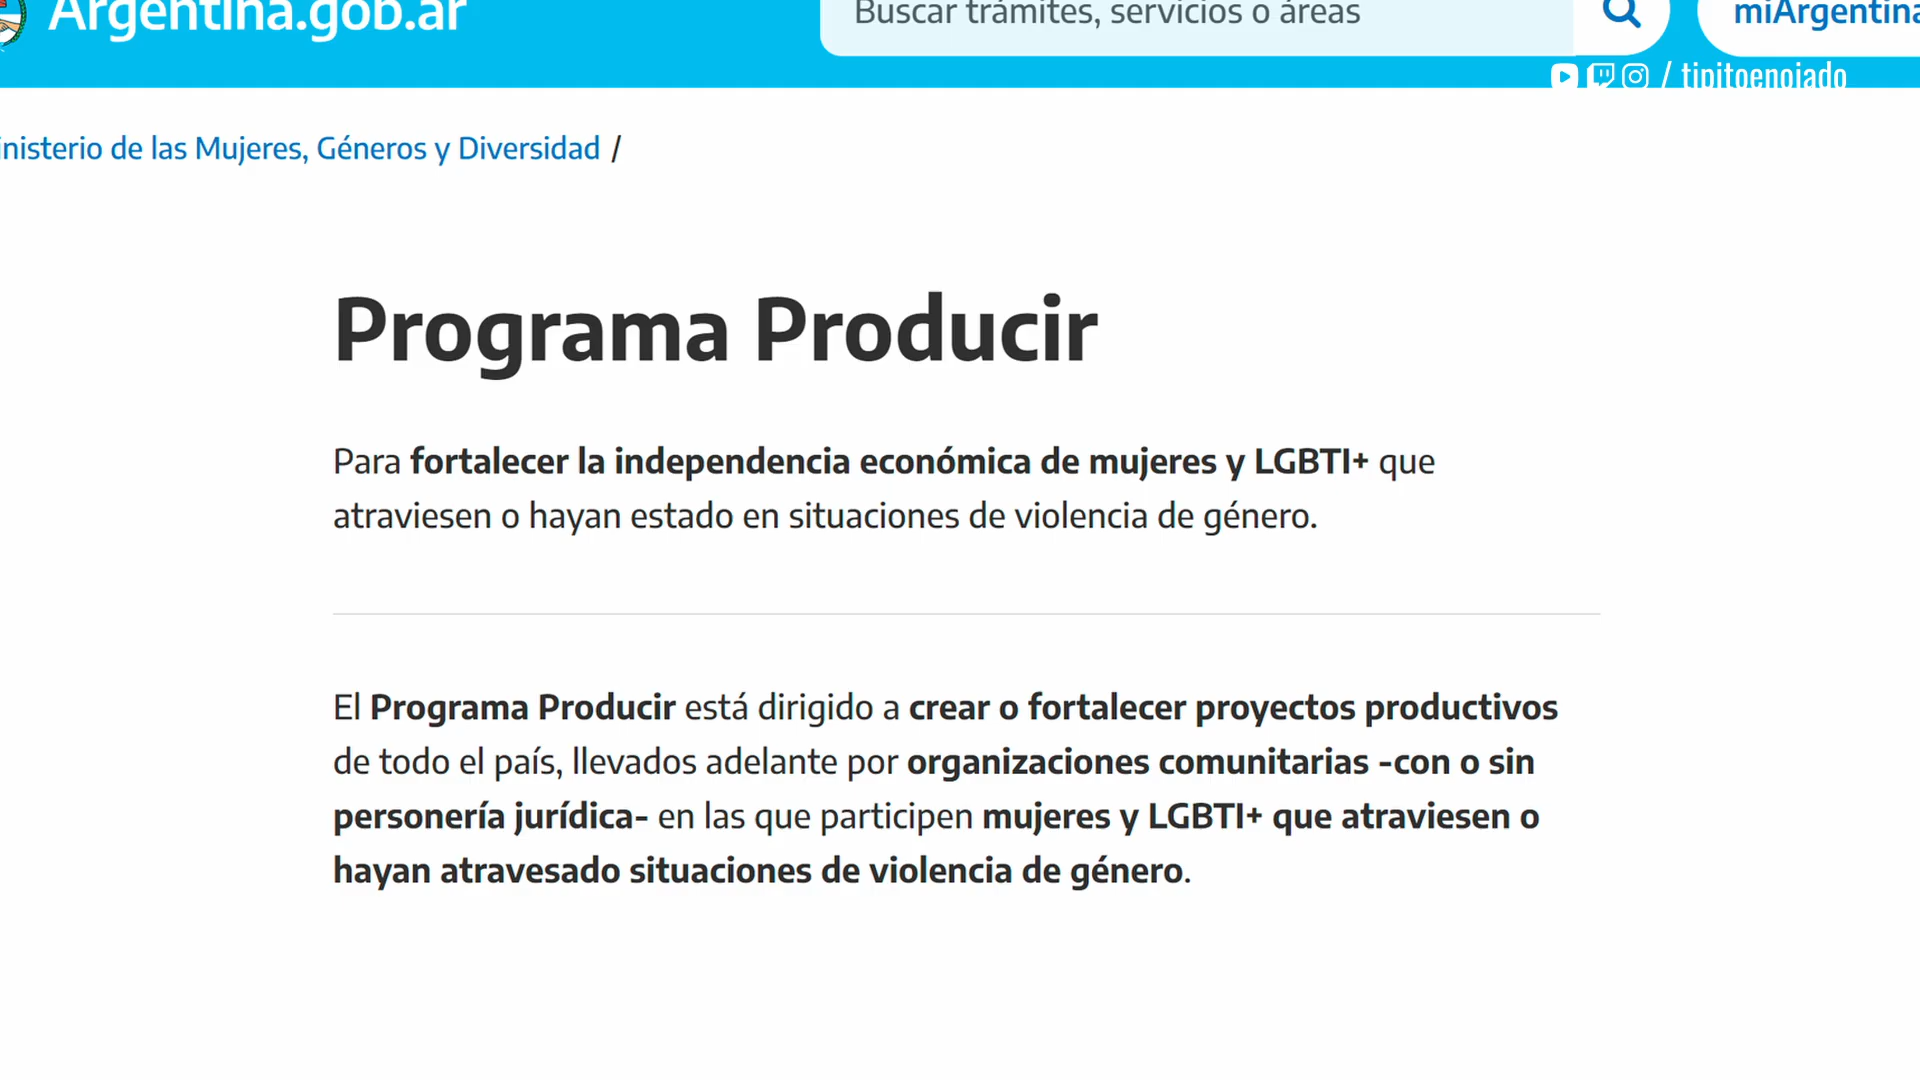 Argentina.gob.ar
Buscar trámites, servicios o áreas
miArgentina
/ tipitoenojado
inisterio de las Mujeres, Géneros y Diversidad /
Programa Producir
Para fortalecer la independencia económica de mujeres y LGBTI+ que
atraviesen o hayan estado en situaciones de violencia de género.
El Programa Producir está dirigido a crear o fortalecer proyectos productivos
de todo el país, llevados adelante por organizaciones comunitarias -con o sin
personería jurídica- en las que participen mujeres y LGBTI+ que atraviesen o
hayan atravesado situaciones de violencia de género.